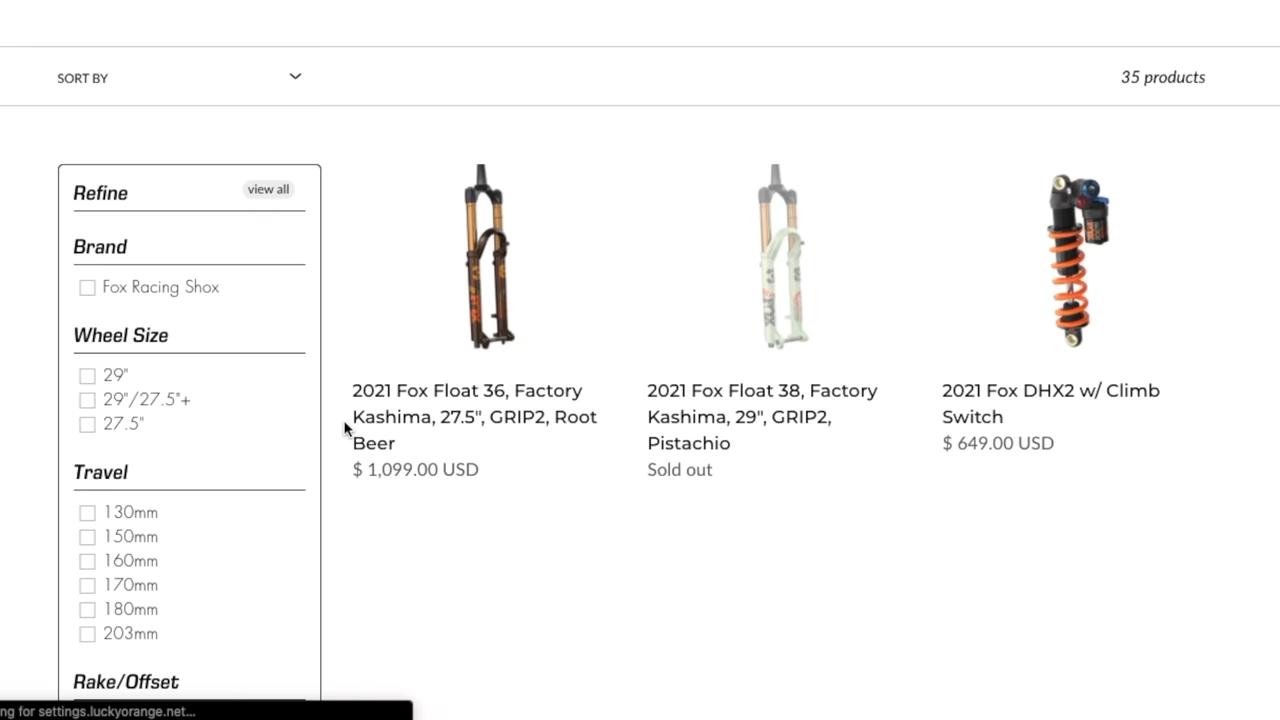 SORT BY
35 products
Refine
view all
Brand
Fox Racing Shox
Wheel Size
29"
29"/27.5"+
27.5"
Travel
130mm
150mm
160mm
170mm
180mm
203mm
Rake/Offset
2021 Fox Float 36, Factory
Kashima, 27.5", GRIP2, Root
Beer
$ 1,099.00 USD
2021 Fox Float 38, Factory
Kashima, 29", GRIP2,
Pistachio
Sold out
2021 Fox DHX2 w/ Climb
Switch
$ 649.00 USD
ng for settings.luckyorange.net...